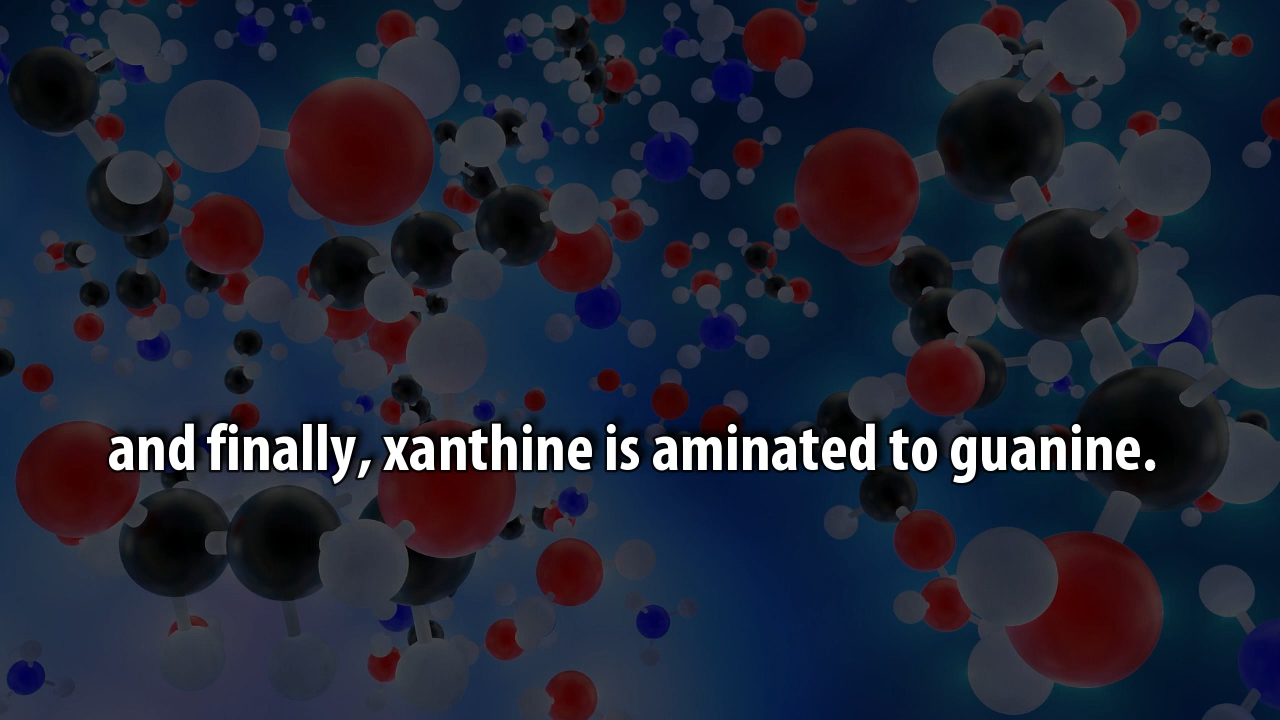 and finally, xanthine is aminated to guanine.